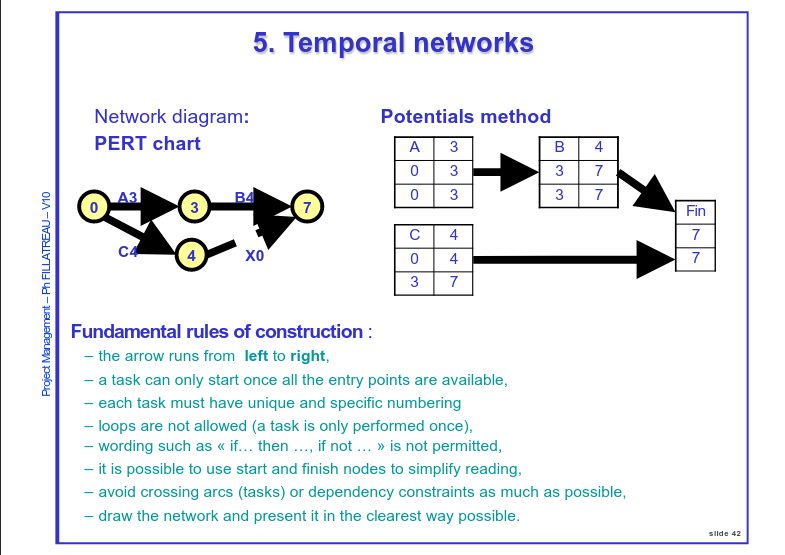 5. Temporal networks
Network diagram:
PERT chart
0
A3
3
B4
7
C4
4
X0
Potentials method
A 3
0 3
0 3
B 4
3 7
3 7
C 4
0 4
3 7
Fin
7
7
Fundamental rules of construction :
– the arrow runs from left to right,
– a task can only start once all the entry points are available,
– each task must have unique and specific numbering
– loops are not allowed (a task is only performed once),
– wording such as « if… then …, if not … » is not permitted,
– it is possible to use start and finish nodes to simplify reading,
– avoid crossing arcs (tasks) or dependency constraints as much as possible,
– draw the network and present it in the clearest way possible.
Project Management – Ph FILLATREAU – V10
slide 42